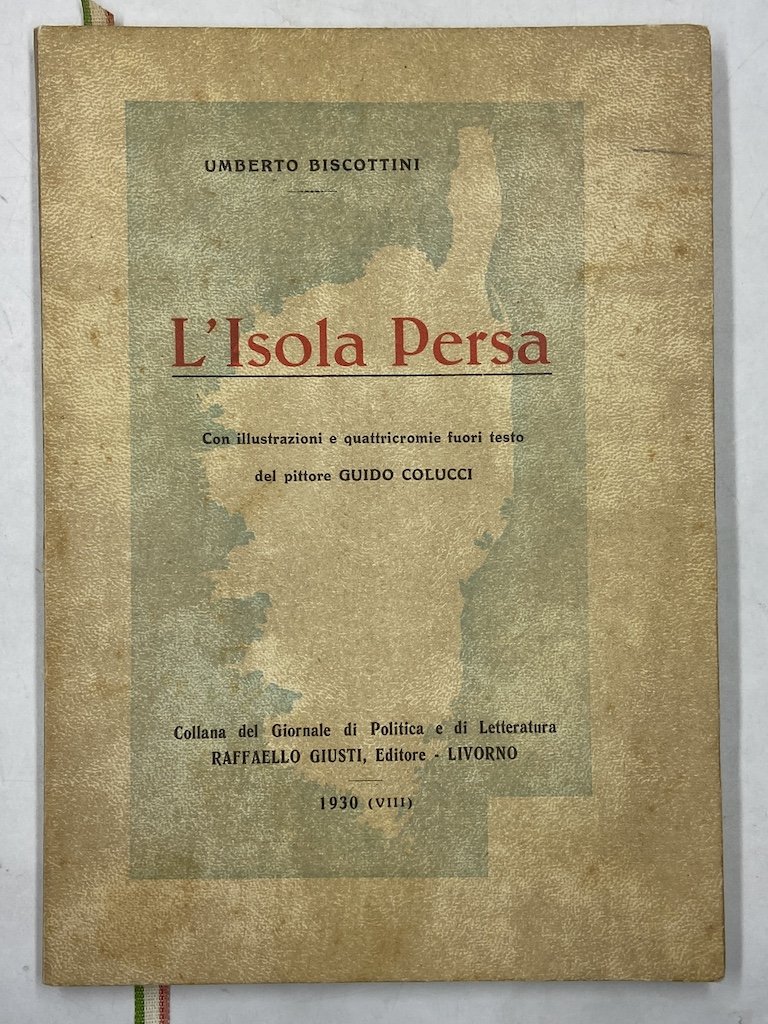 UMBERTO BISCOTTINI
L'Isola Persa
Con illustrazioni e quattricromie fuori testo
del pittore GUIDO COLUCCI
Collana del Giornale di Politica e di Letteratura
RAFFAELLO GIUSTI, Editore - LIVORNO
1930 (VIII)